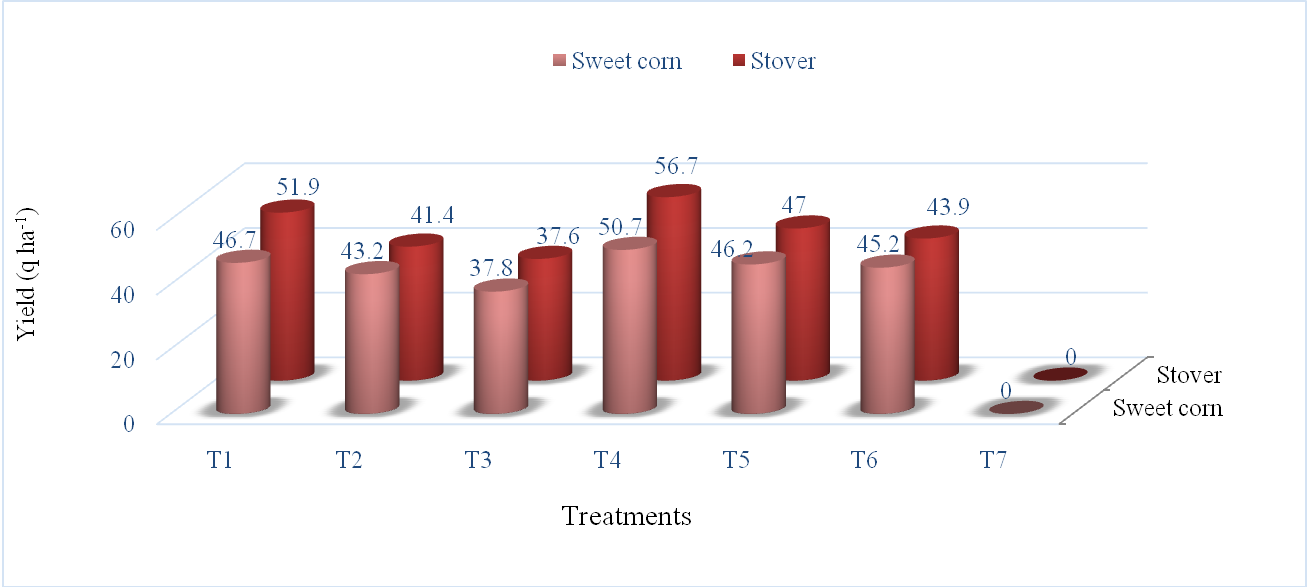 Sweet corn Stover
Yield (q ha-1)
60
40
20
0
46.7 51.9
43.2 41.4
37.8 37.6
50.7 56.7
46.2 47
45.2 43.9
0 0
Stover
Sweet corn
T1 T2 T3 T4 T5 T6 T7
Treatments